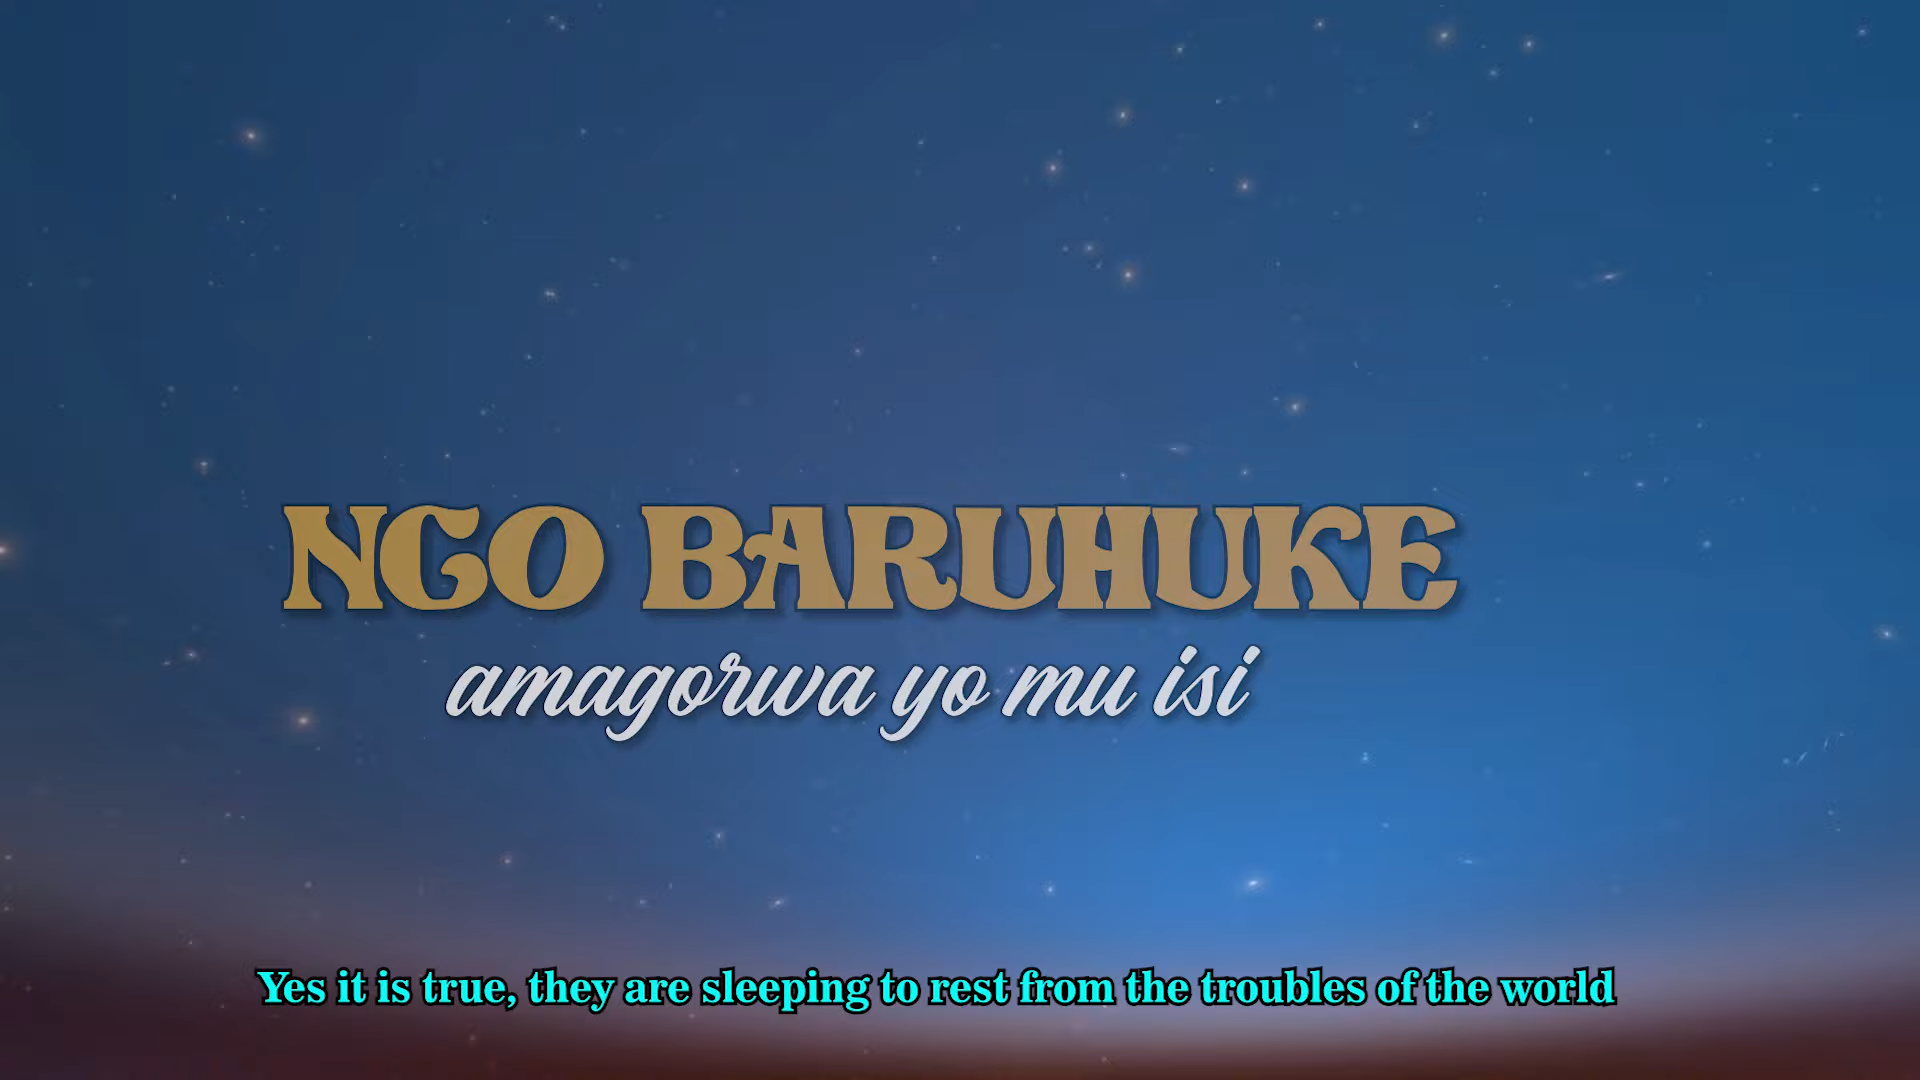 NGO BARUHUKE
amagorwa yo mu isi
Yes it is true, they are sleeping to rest from the troubles of the world